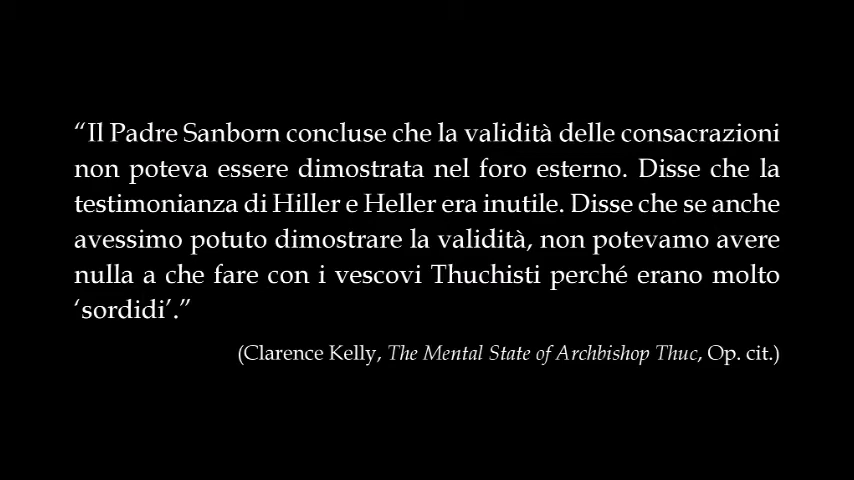 “Il Padre Sanborn concluse che la validità delle consacrazioni
non poteva essere dimostrata nel foro esterno. Disse che la
testimonianza di Hiller e Heller era inutile. Disse che se anche
avessimo potuto dimostrare la validità, non potevamo avere
nulla a che fare con i vescovi Thuchisti perché erano molto
‘sordidi’.”
(Clarence Kelly, The Mental State of Archbishop Thuc, Op. cit.)